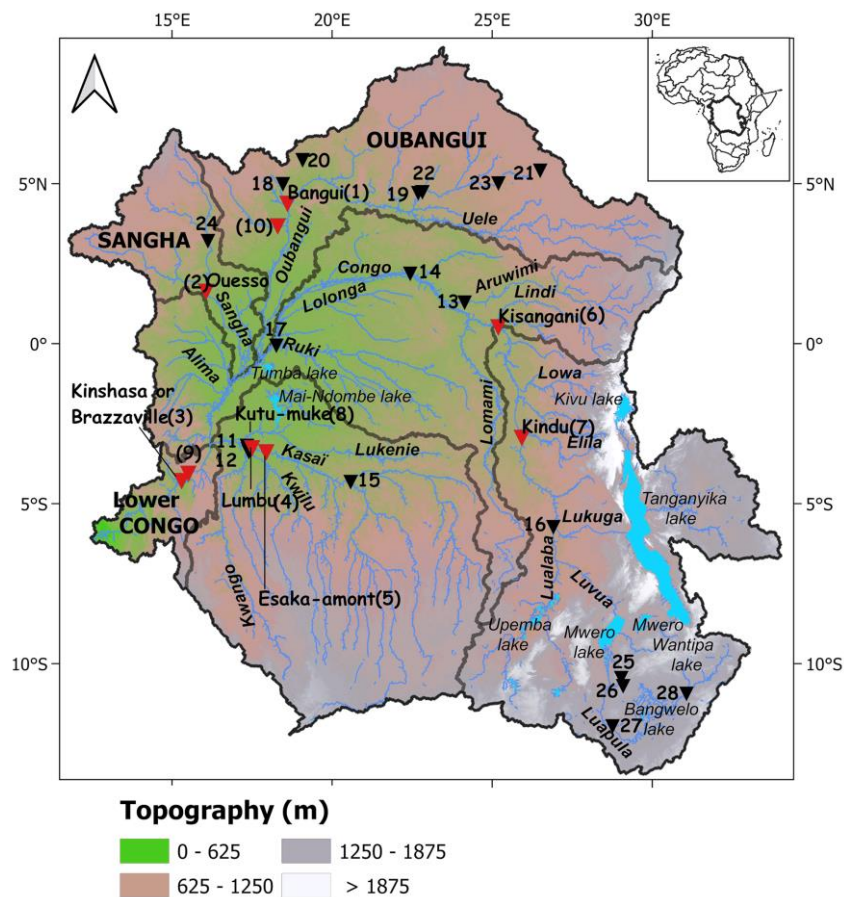 15°E 20°E 25°E 30°E
OUBANGUI
20
22
21
5°N
18
Bangui(1)
19
23
5°N
24
(10)
Uele
SANGHA
Oubangui
Congo
14
Aruwimi
(2)Ouesso
Lolonga
13
Lindi
Sangha
Kisangani(6)
17
0°
Ruki
0°
Alima
Tumba lake
Lowa
Kinshasa or
Brazzaville(3)
Mai-Ndombe lake
Kivu lake
Kutu-muke(8)
Lomami
Kindu(7)
Elila
(9)
11
12
Kasaï
Lukenie
15
5°S
Lower
CONGO
Lumbu(4)
Kwilu
Tanganyika
lake
5°S
16
Lukuga
Kwango
Esaka-amont(5)
Lualaba
Luvua
Upemba
lake
Mwero
lake
Mwero
Wantipa
lake
10°S
25
26
28
10°S
Bangwelo
lake
27
Luapula
15°E 20°E 25°E 30°E
Topography (m)
0 - 625 1250 - 1875
625 - 1250 > 1875